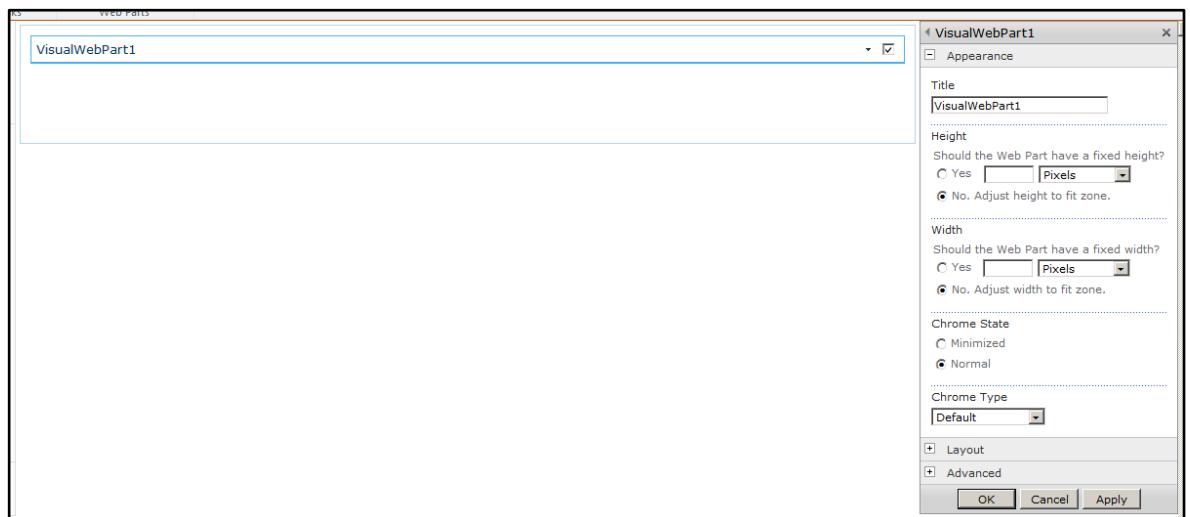 Web Parts
VisualWebPart1
VisualWebPart1
Appearance
Title
VisualWebPart1
Height
Should the Web Part have a fixed height?
Yes Pixels
No. Adjust height to fit zone.
Width
Should the Web Part have a fixed width?
Yes Pixels
No. Adjust width to fit zone.
Chrome State
Minimized
Normal
Chrome Type
Default
Layout
Advanced
OK Cancel Apply